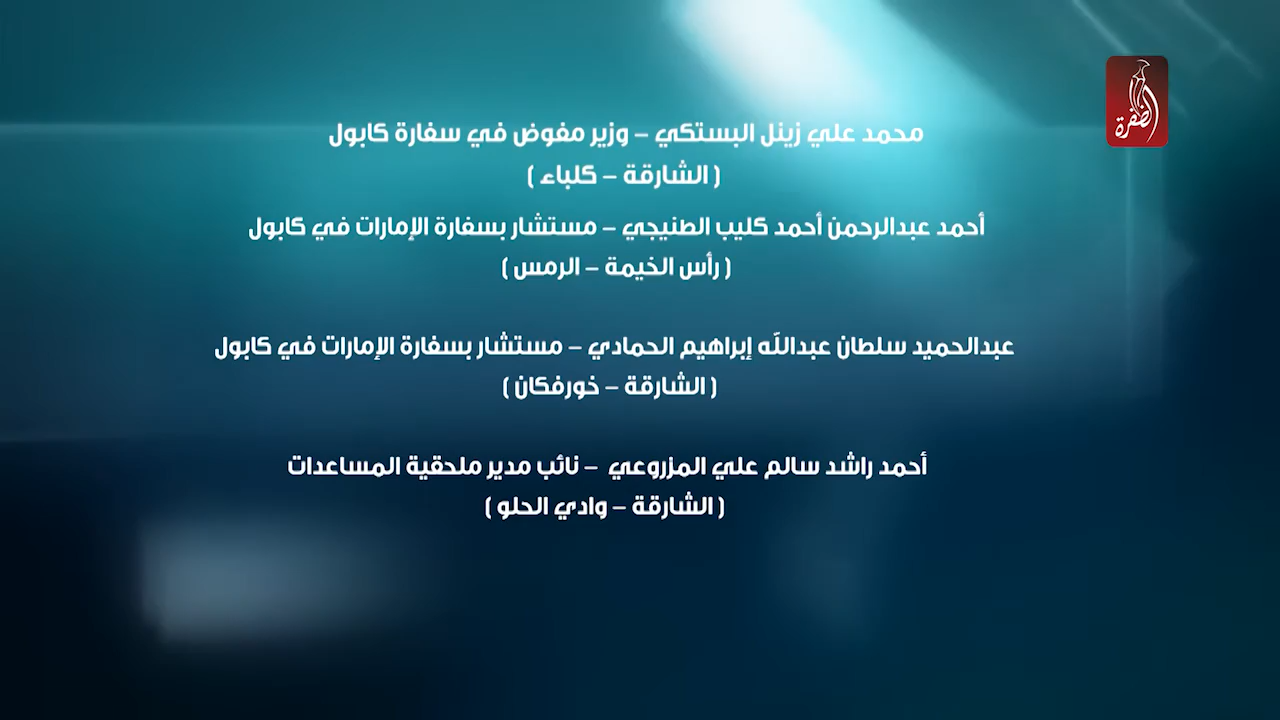 الظفرة
محمد علي زينل البستكي – وزير مفوض في سفارة كابول
( الشارقة – كلباء )
أحمد عبدالرحمن أحمد كليب الطنيجي – مستشار بسفارة الإمارات في كابول
( رأس الخيمة – الرمس )
عبدالحميد سلطان عبدالله إبراهيم الحمادي – مستشار بسفارة الإمارات في كابول
( الشارقة – خورفكان )
أحمد راشد سالم علي المزروعي – نائب مدير ملحقية المساعدات
( الشارقة – وادي الحلو )